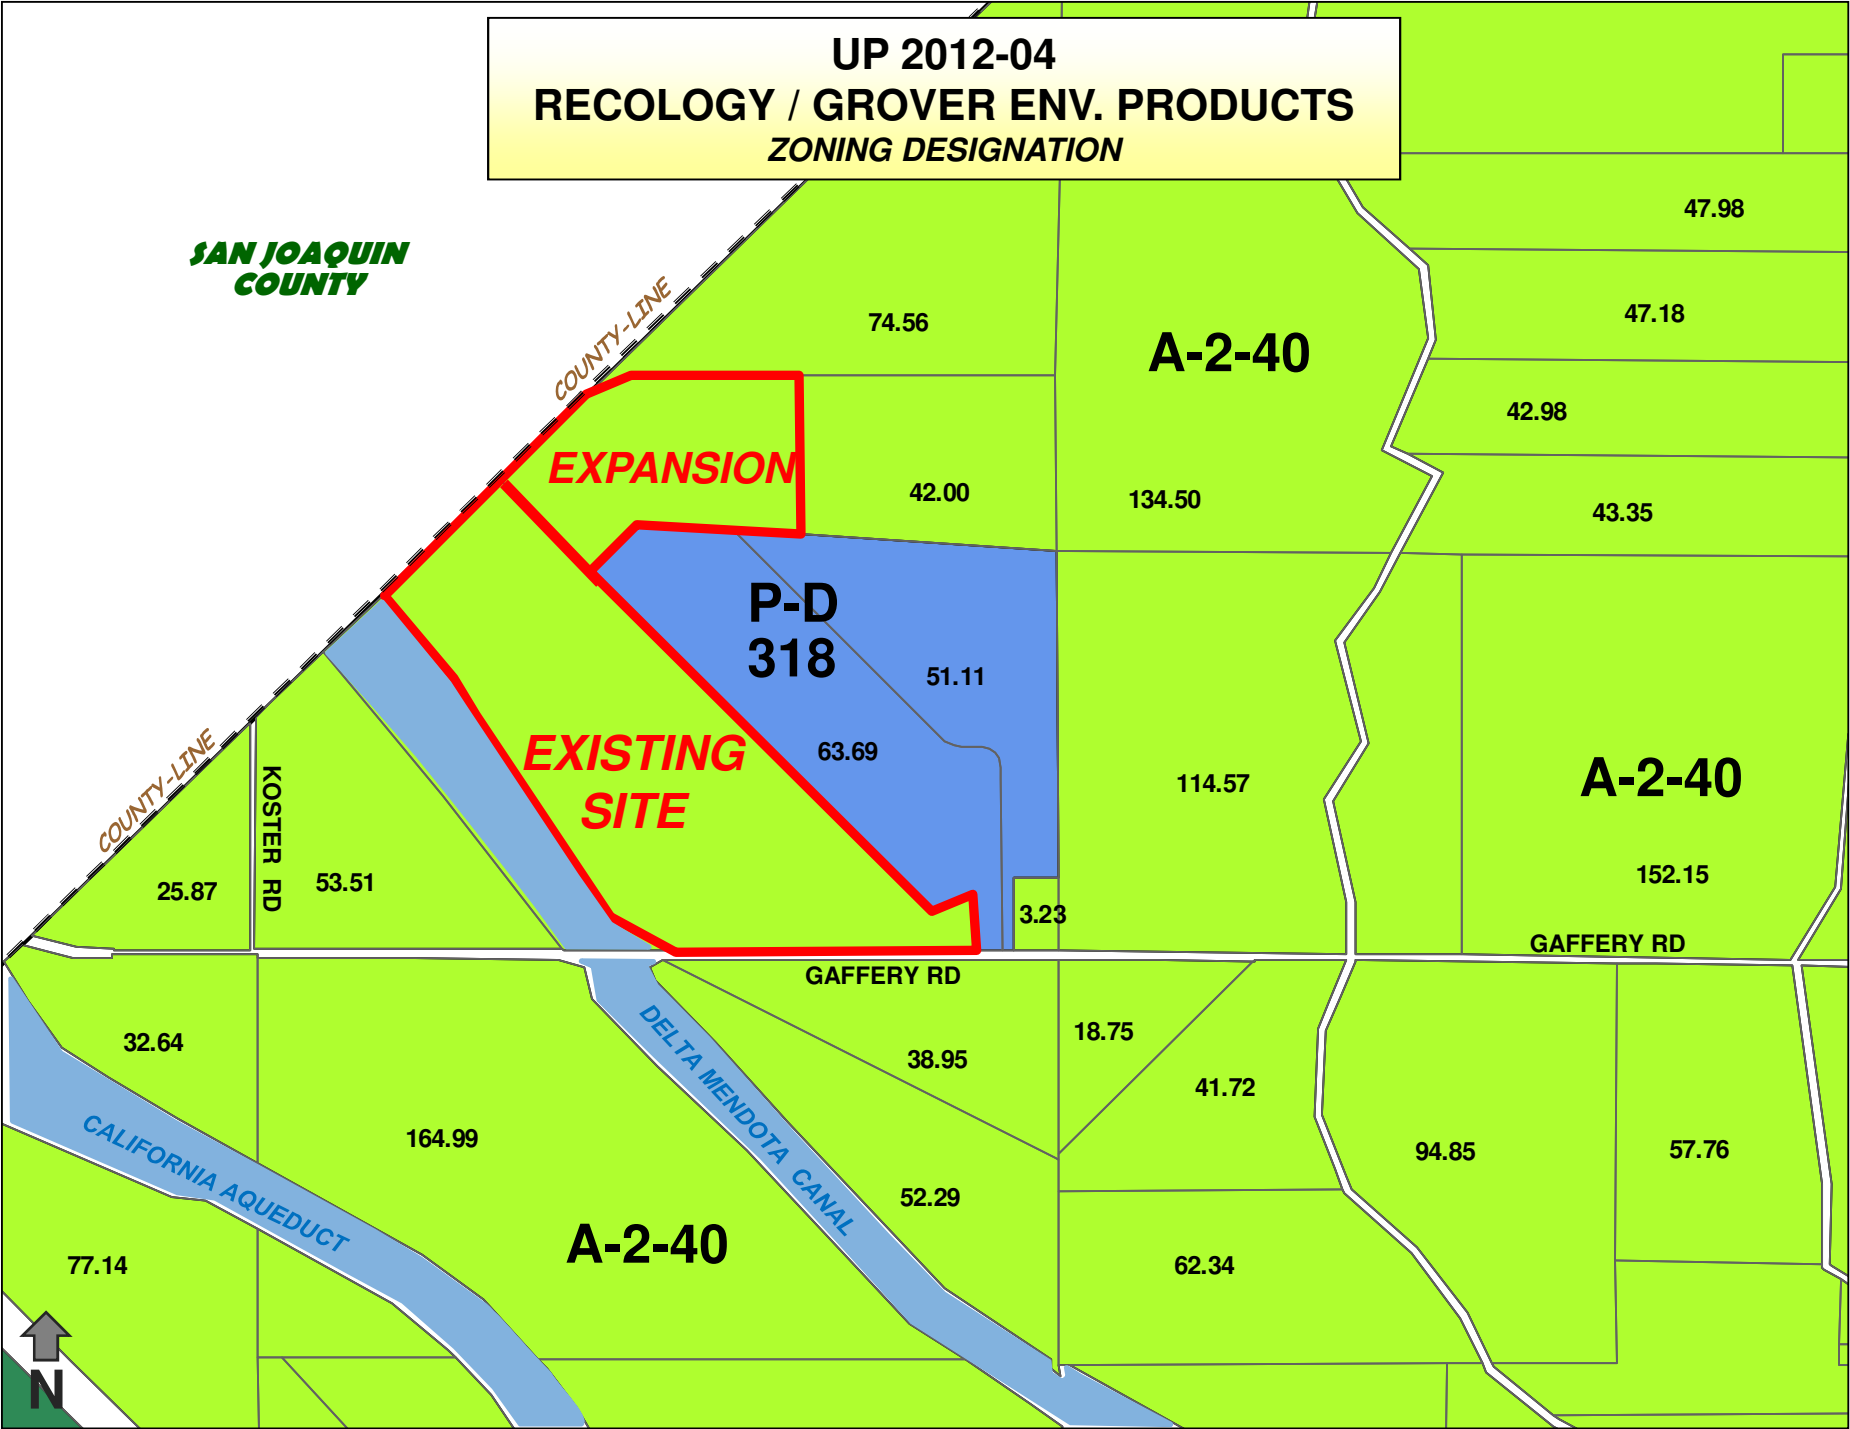 UP 2012-04
RECOLOGY / GROVER ENV. PRODUCTS
ZONING DESIGNATION
47.98
SAN JOAQUIN
COUNTY
COUNTY-LINE
47.18
74.56
A-2-40
42.98
EXPANSION
42.00
134.50
43.35
P-D
318
51.11
EXISTING
SITE
63.69
114.57
A-2-40
COUNTY-LINE
KOSTER RD
25.87
53.51
152.15
3.23
GAFFERY RD
GAFFERY RD
32.64
DELTA MENDOTA CANAL
38.95
18.75
41.72
CALIFORNIA AQUEDUCT
164.99
94.85
57.76
52.29
A-2-40
77.14
62.34
N